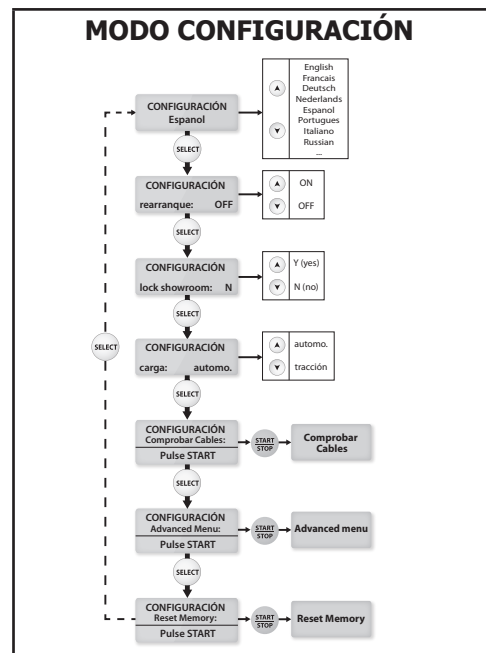 MODO CONFIGURACIÓN
CONFIGURACIÓN
Espanol
English
Francais
Deutsch
Nederlands
Espanol
Portugues
Italiano
Russian
...
SELECT
CONFIGURACIÓN
rearranque: OFF
ON
OFF
SELECT
CONFIGURACIÓN
lock showroom: N
Y (yes)
N (no)
SELECT
SELECT
CONFIGURACIÓN
carga: automo.
automo.
tracción
SELECT
CONFIGURACIÓN
Comprobar Cables:
Pulse START
START
STOP
Comprobar
Cables
SELECT
CONFIGURACIÓN
Advanced Menu:
Pulse START
START
STOP
Advanced menu
SELECT
CONFIGURACIÓN
Reset Memory:
Pulse START
START
STOP
Reset Memory